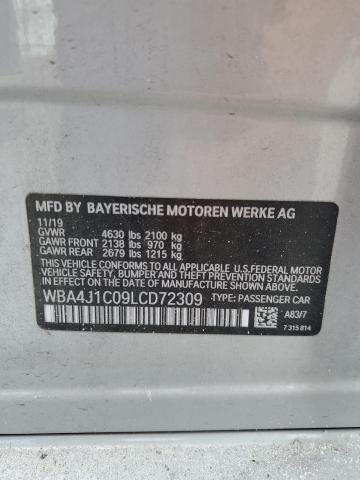 MFD BY BAYERISCHE MOTOREN WERKE AG
11/19
GVWR 4630 lbs 2100 kg
GAWR FRONT 2138 lbs 970 kg
GAWR REAR 2679 lbs 1215 kg
THIS VEHICLE CONFORMS TO ALL APPLICABLE U.S.FEDERAL MOTOR
VEHICLE SAFETY, BUMPER, AND THEFT PREVENTION STANDARDS
IN EFFECT ON THE DATE OF MANUFACTURE SHOWN ABOVE.
WBA4J1C09LCD72309 TYPE: PASSENGER CAR
A83/7
7 315 814